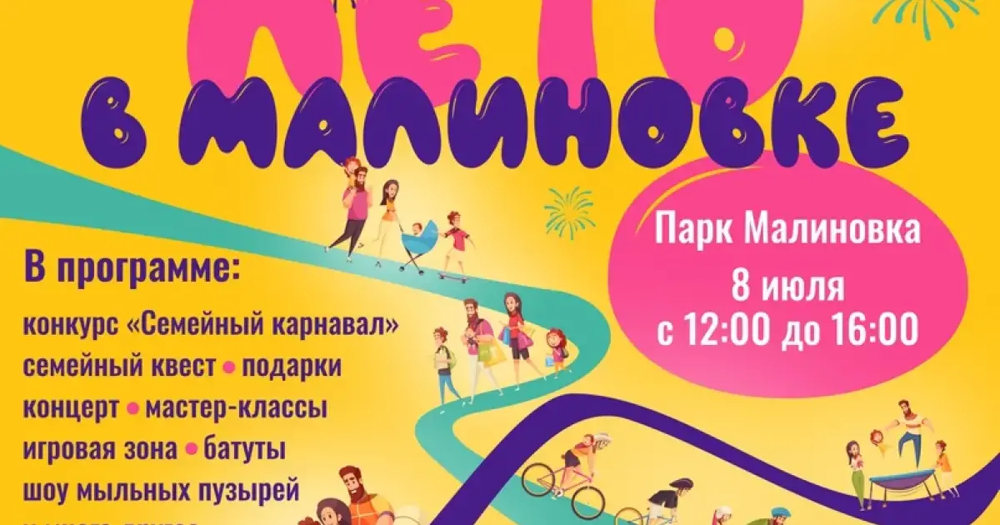 ЛЕТО
В МАЛИНОВКЕ
Парк Малиновка
8 июля
с 12:00 до 16:00
В программе:
конкурс «Семейный карнавал»
семейный квест • подарки
концерт • мастер-классы
игровая зона • батуты
шоу мыльных пузырей